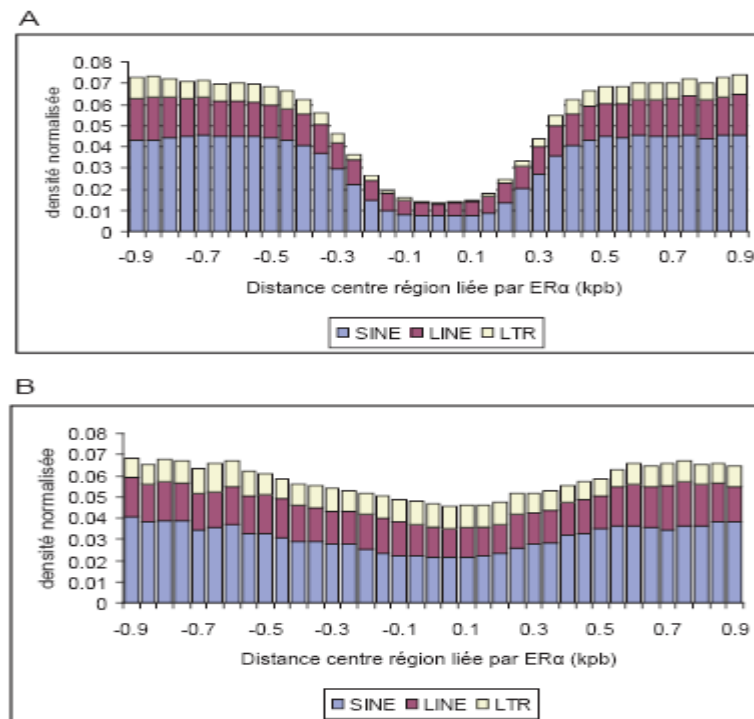 A
densité normalisée
0.08
0.07
0.06
0.05
0.04
0.03
0.02
0.01
0
-0.9 -0.7 -0.5 -0.3 -0.1 0.1 0.3 0.5 0.7 0.9
Distance centre région liée par ERα (kpb)
SINE LINE LTR
B
densité normalisée
0.08
0.07
0.06
0.05
0.04
0.03
0.02
0.01
0
-0.9 -0.7 -0.5 -0.3 -0.1 0.1 0.3 0.5 0.7 0.9
Distance centre région liée par ERα (kpb)
SINE LINE LTR